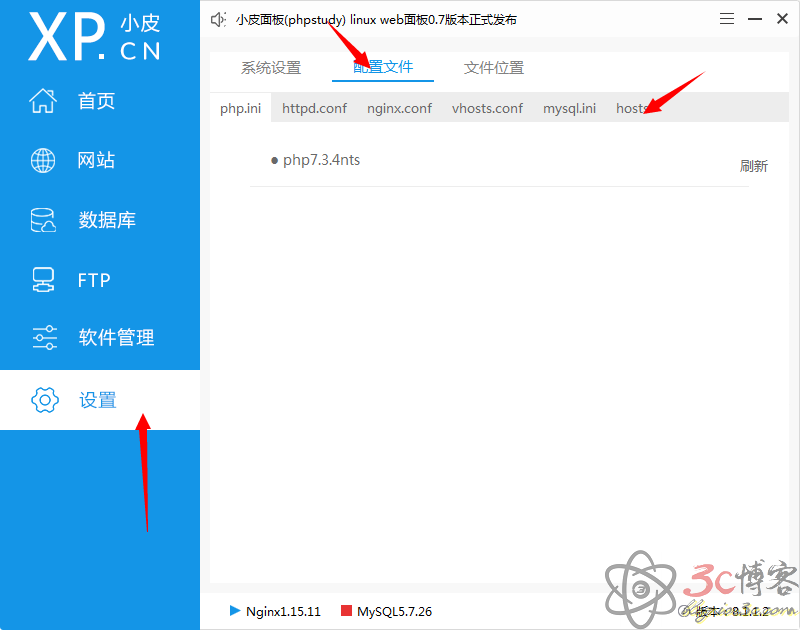 XP.CN 小皮
小皮面板(phpstudy) linux web面板0.7版本正式发布
首页
网站
数据库
FTP
软件管理
设置
系统设置 配置文件 文件位置
php.ini httpd.conf nginx.conf vhosts.conf mysql.ini hosts
php7.3.4nts
刷新
3c博客
Nginx1.15.11 MySQL5.7.26
版本:8.1.1.2